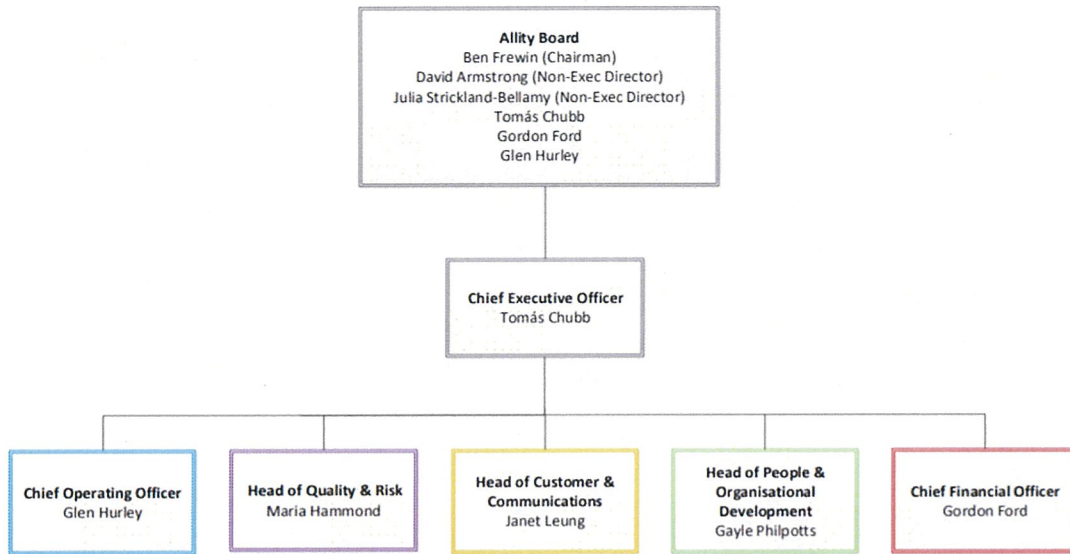 Allity Board
Ben Frewin (Chairman)
David Armstrong (Non-Exec Director)
Julia Strickland-Bellamy (Non-Exec Director)
Tomás Chubb
Gordon Ford
Glen Hurley
Chief Executive Officer
Tomás Chubb
Chief Operating Officer
Glen Hurley
Head of Quality & Risk
Maria Hammond
Head of Customer &
Communications
Janet Leung
Head of People &
Organisational
Development
Gayle Philpotts
Chief Financial Officer
Gordon Ford